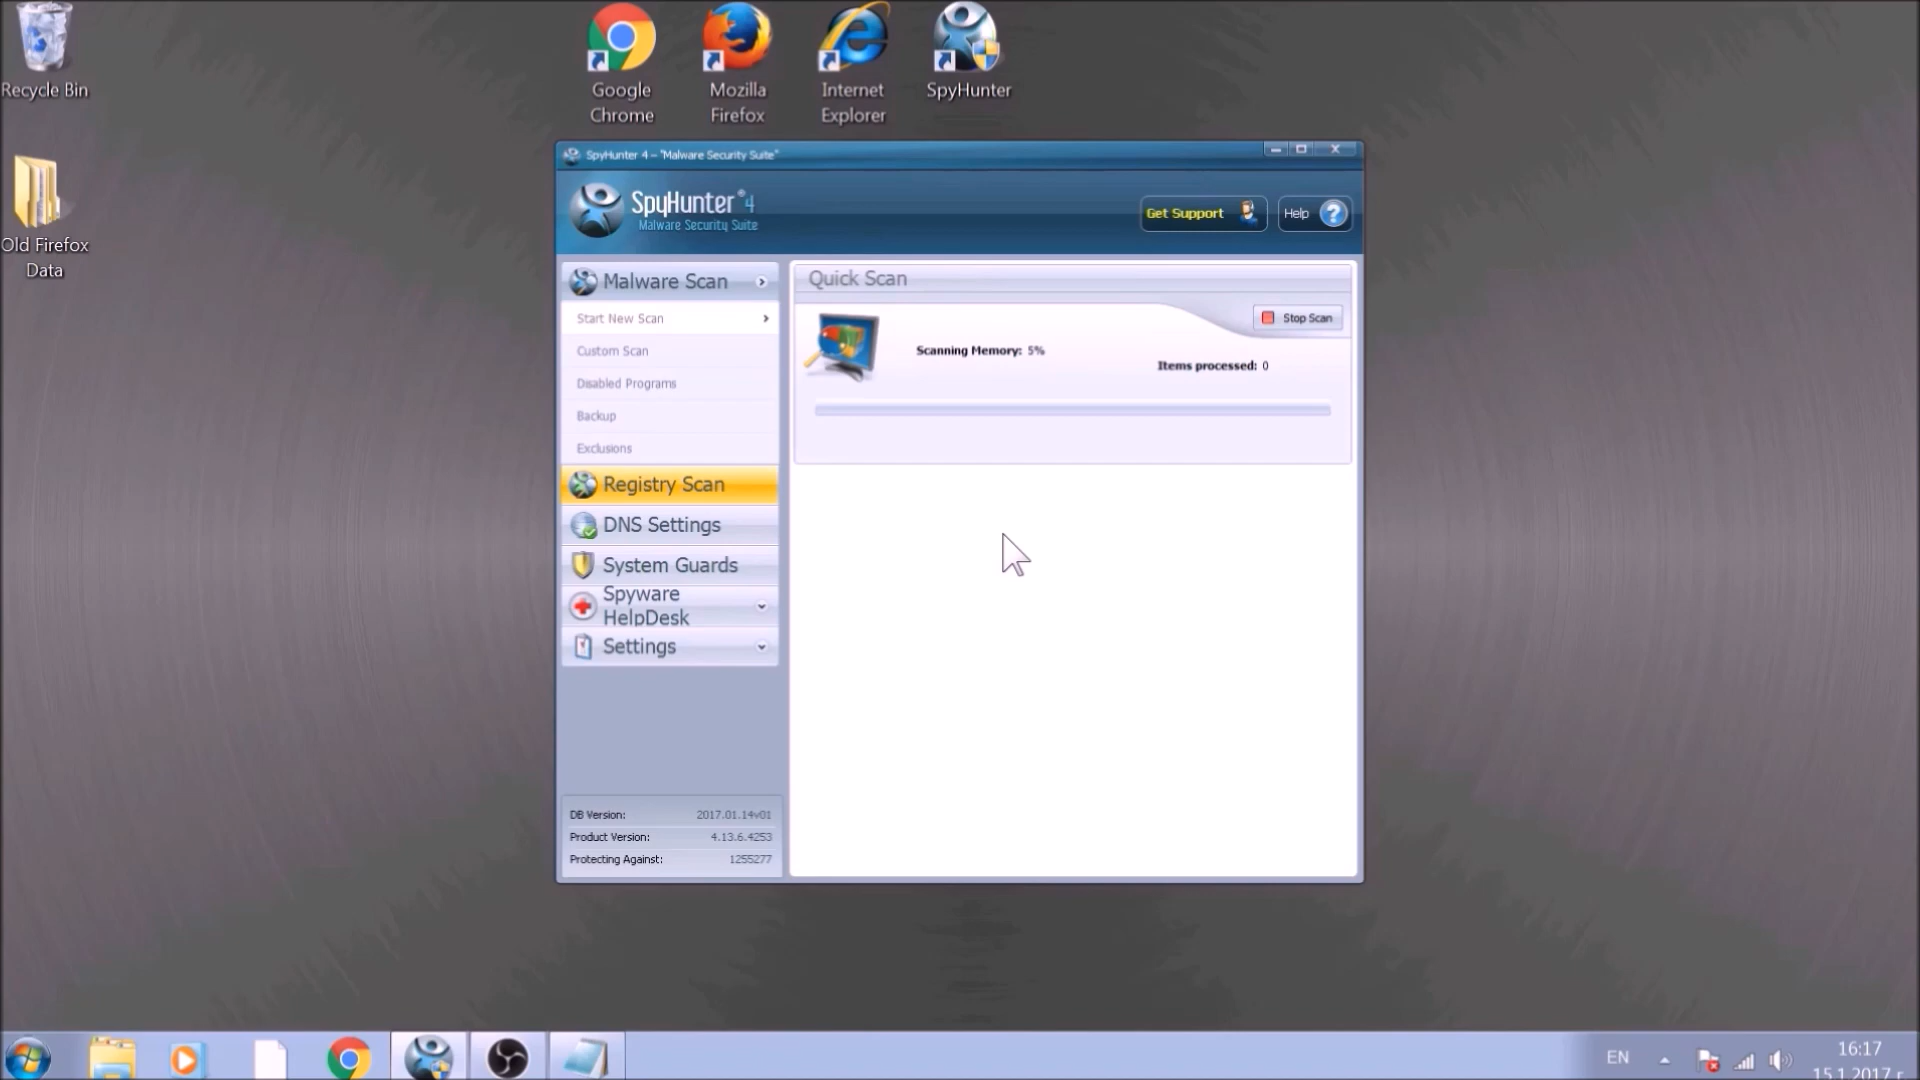 Recycle Bin
Old Firefox
Data
Google
Chrome
Mozilla
Firefox
Internet
Explorer
SpyHunter
SpyHunter 4 – "Malware Security Suite"
SpyHunter® 4
Malware Security Suite
Get Support
Help ?
Malware Scan
Start New Scan
Custom Scan
Disabled Programs
Backup
Exclusions
Registry Scan
DNS Settings
System Guards
Spyware
HelpDesk
Settings
DB Version: 2017.01.14v01
Product Version: 4.13.6.4253
Protecting Against: 1255277
Quick Scan
Stop Scan
Scanning Memory: 5%
Items processed: 0
EN
16:17
15.1.2017 г.